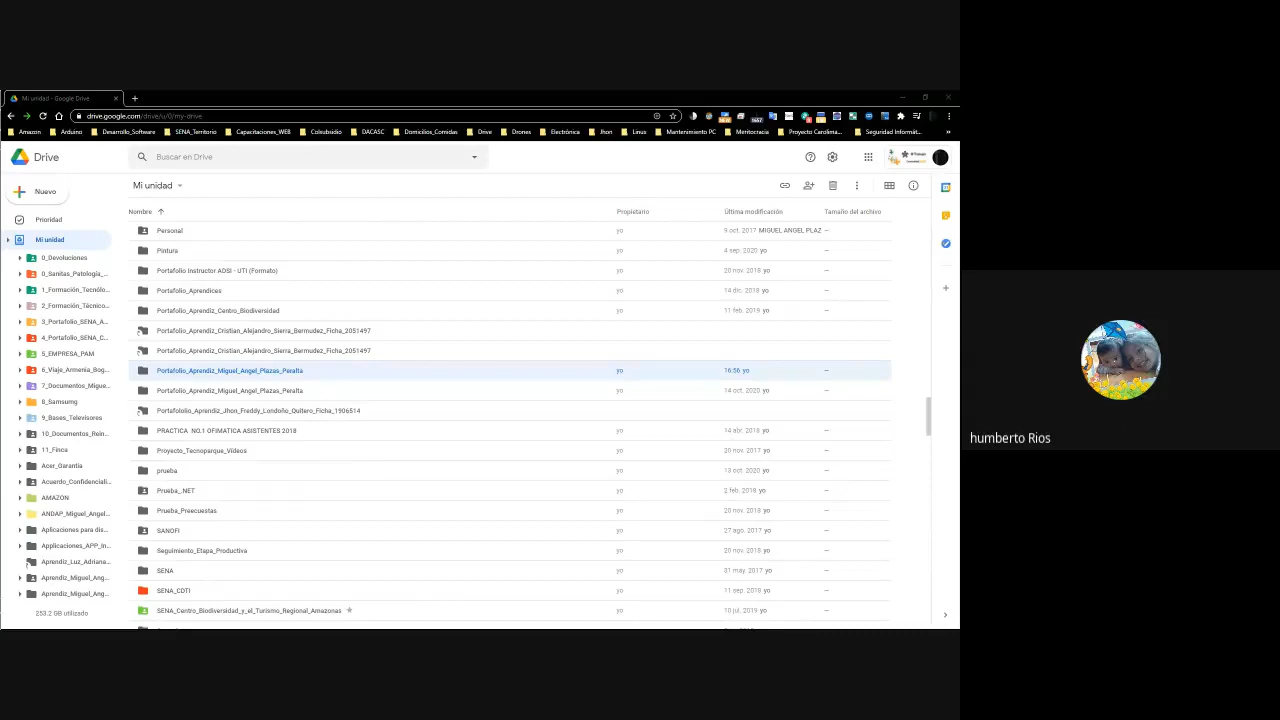 Mi unidad - Google Drive
drive.google.com/drive/u/0/my-drive
Amazon Arduino Desarrollo_Software SENA_Territorio Capacitaciones_WEB Colsubsidio DACASC Domicilios_Comidas Drive Drones Electrónica Jhon Linux Mantenimiento PC Meritocracia Proyecto Carolina... Seguridad Informát... »
Drive
Buscar en Drive
Nuevo
Mi unidad
Prioridad
Mi unidad
0_Devoluciones
0_Sanitas_Patología_...
1_Formación_Tecnólo...
2_Formación_Técnico...
3_Portafolio_SENA_A...
4_Portafolio_SENA_C...
5_EMPRESA_PAM
6_Viaje_Armenia_Bog...
7_Documentos_Migue...
8_Samsumg
9_Bases_Televisores
10_Documentos_Rein...
11_Finca
Acer_Garantía
Acuerdo_Confidenciali...
AMAZON
ANDAP_Miguel_Angel...
Aplicaciones para dis...
Applicaciones_APP_In...
Aprendiz_Luz_Adriana...
Aprendiz_Miguel_Ang...
Aprendiz_Miguel_Ang...
253.2 GB utilizado
Nombre Propietario Última modificación Tamaño del archivo
Personal yo 9 oct. 2017 MIGUEL ANGEL PLAZ —
Pintura yo 4 sep. 2020 yo —
Portafolio Instructor ADSI - UTI (Formato) yo 20 nov. 2018 yo —
Portafolio_Aprendices yo 14 dic. 2018 yo —
Portafolio_Aprendiz_Centro_Biodiversidad yo 11 feb. 2019 yo —
Portafolio_Aprendiz_Cristian_Alejandro_Sierra_Bermudez_Ficha_2051497
Portafolio_Aprendiz_Cristian_Alejandro_Sierra_Bermudez_Ficha_2051497
Portafolio_Aprendiz_Miguel_Angel_Plazas_Peralta yo 16:56 yo —
Portafolio_Aprendiz_Miguel_Angel_Plazas_Peralta yo 14 oct. 2020 yo —
Portafololio_Aprendiz_Jhon_Freddy_Londoño_Quitero_Ficha_1906514
PRACTICA NO.1 OFIMATICA ASISTENTES 2018 yo 14 abr. 2018 yo —
Proyecto_Tecnoparque_Vídeos yo 20 nov. 2017 yo —
prueba yo 13 oct. 2020 yo —
Prueba_.NET yo 2 feb. 2018 yo —
Prueba_Preecuestas yo 20 nov. 2018 yo —
SANOFI yo 27 ago. 2017 yo —
Seguimiento_Etapa_Productiva yo 20 nov. 2018 yo —
SENA yo 31 may. 2017 yo —
SENA_CDTI yo 11 sep. 2018 yo —
SENA_Centro_Biodiversidad_y_el_Turismo_Regional_Amazonas yo 10 jul. 2019 yo —
humberto Rios